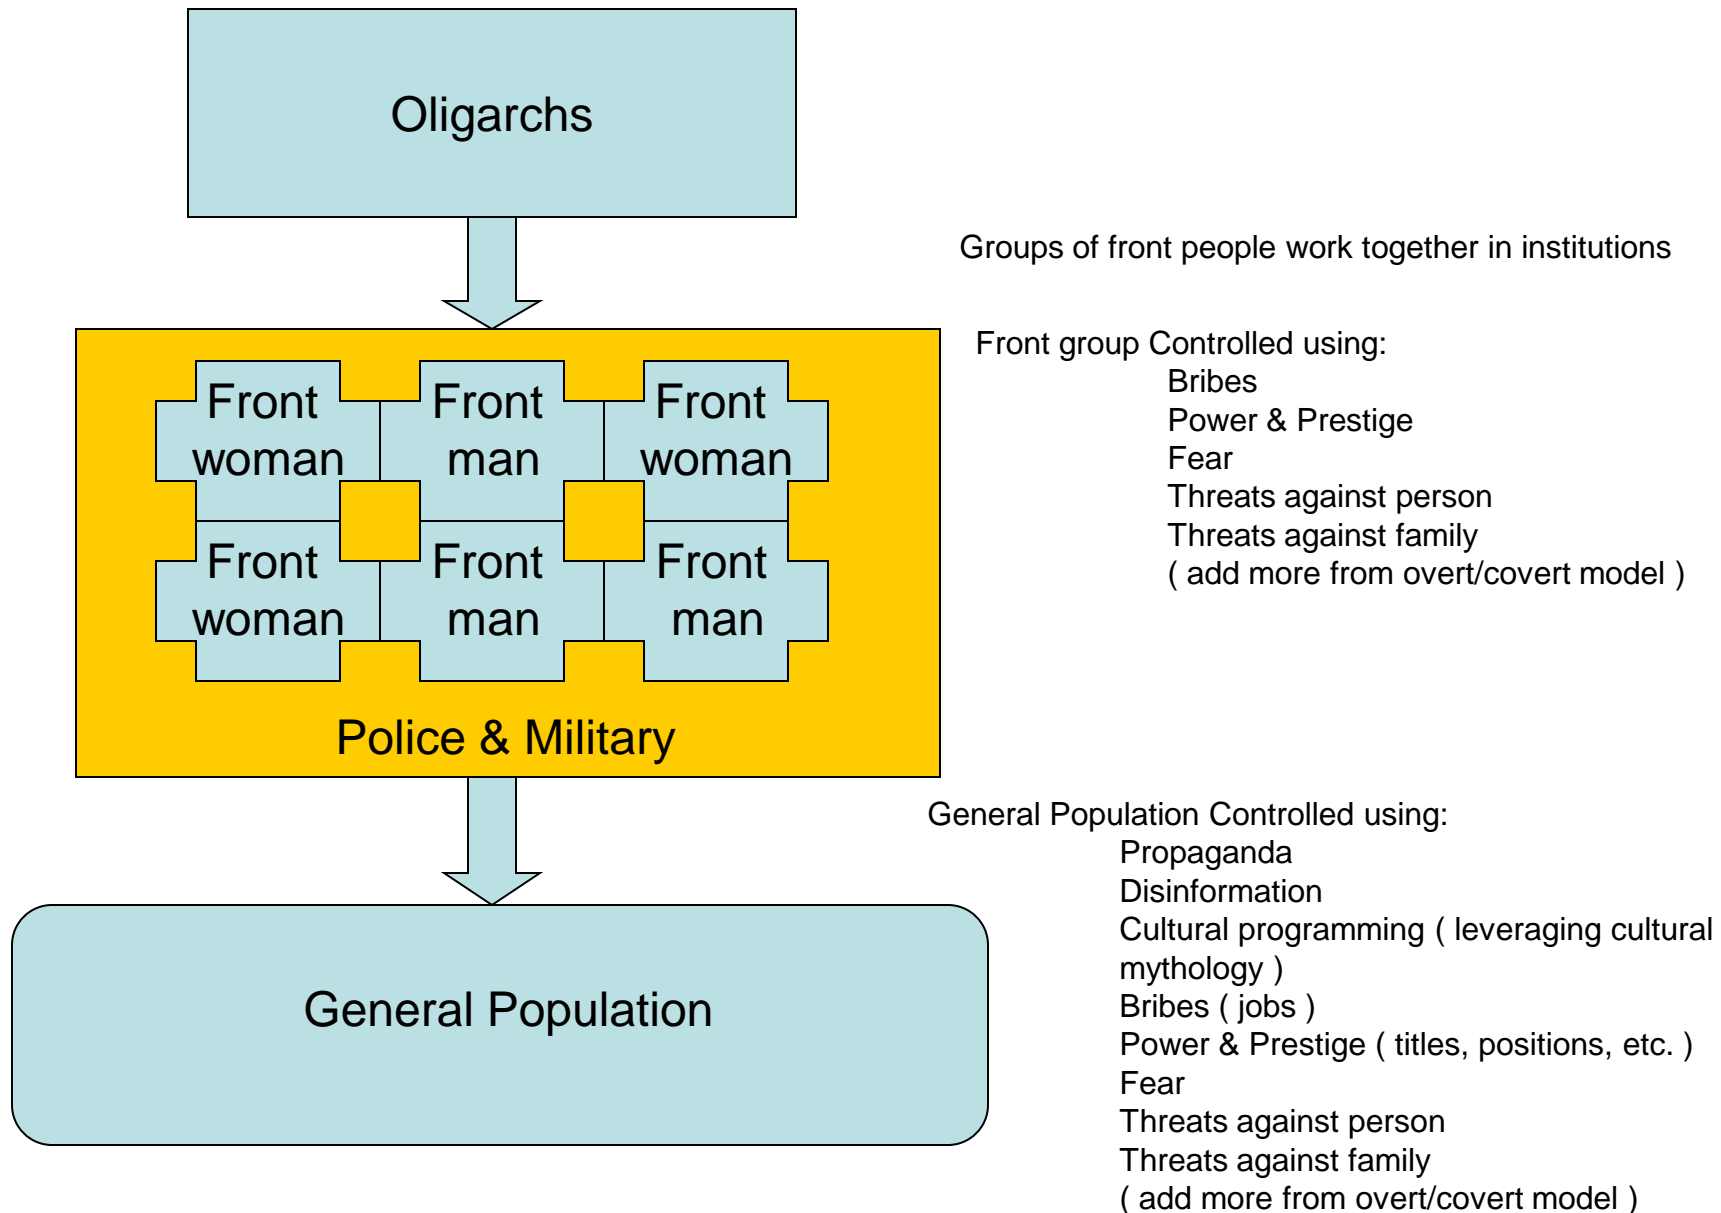 Oligarchs
Groups of front people work together in institutions
Front group Controlled using:
Bribes
Power & Prestige
Fear
Threats against person
Threats against family
( add more from overt/covert model )
Front
woman
Front
man
Front
woman
Front
woman
Front
man
Front
man
Police & Military
General Population Controlled using:
Propaganda
Disinformation
Cultural programming ( leveraging cultural
mythology )
Bribes ( jobs )
Power & Prestige ( titles, positions, etc. )
Fear
Threats against person
Threats against family
( add more from overt/covert model )
General Population